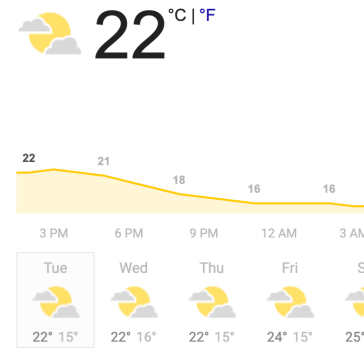 22 °C | °F
22 21 18 16 16
3 PM 6 PM 9 PM 12 AM 3 AM
Tue Wed Thu Fri S
22° 15° 22° 16° 22° 15° 24° 15° 25°